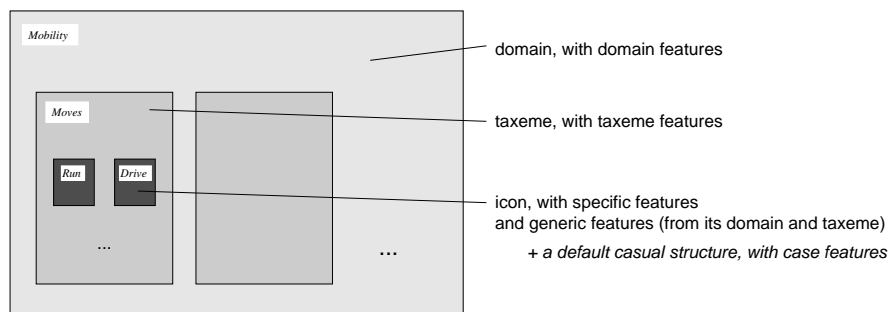 Mobility
domain, with domain features
Moves
taxeme, with taxeme features
Run
Drive
icon, with specific features
and generic features (from its domain and taxeme)
+ a default casual structure, with case features
...
...